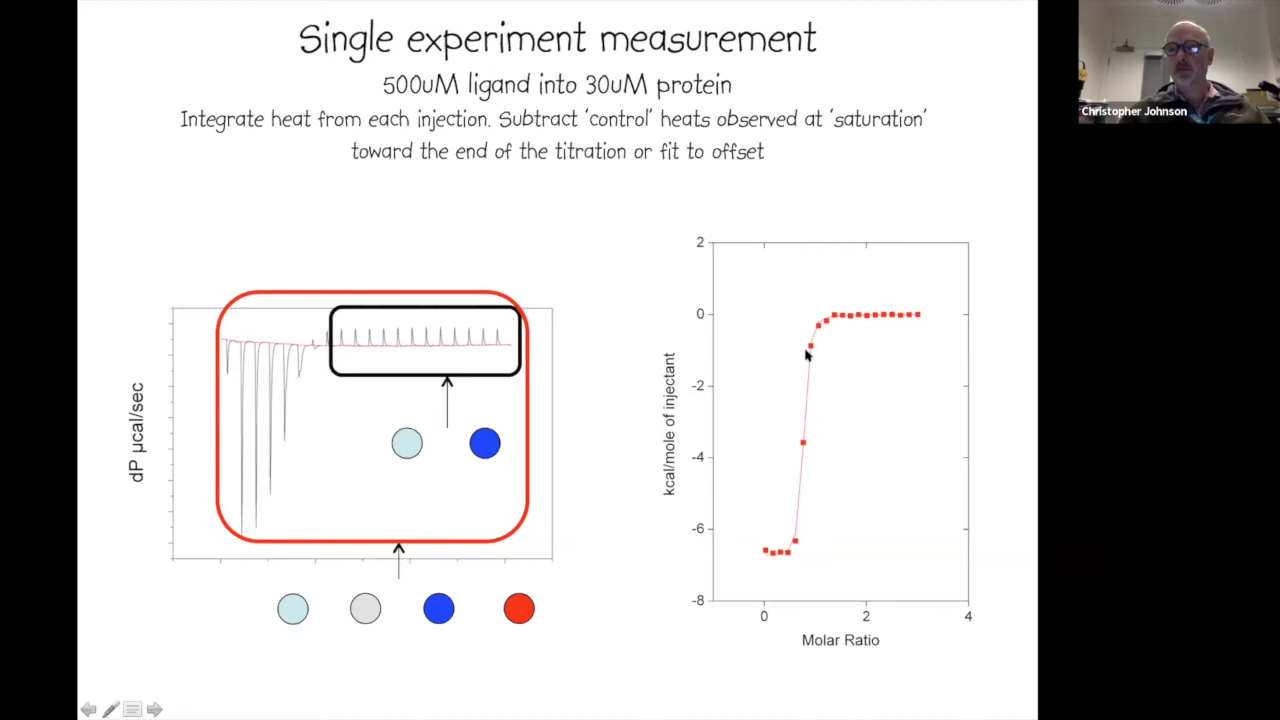 Single experiment measurement
500uM ligand into 30uM protein
Integrate heat from each injection. Subtract 'control' heats observed at 'saturation'
toward the end of the titration or fit to offset
Christopher Johnson
dP µcal/sec
kcal/mole of injectant
2
0
-2
-4
-6
-8
0
2
4
Molar Ratio